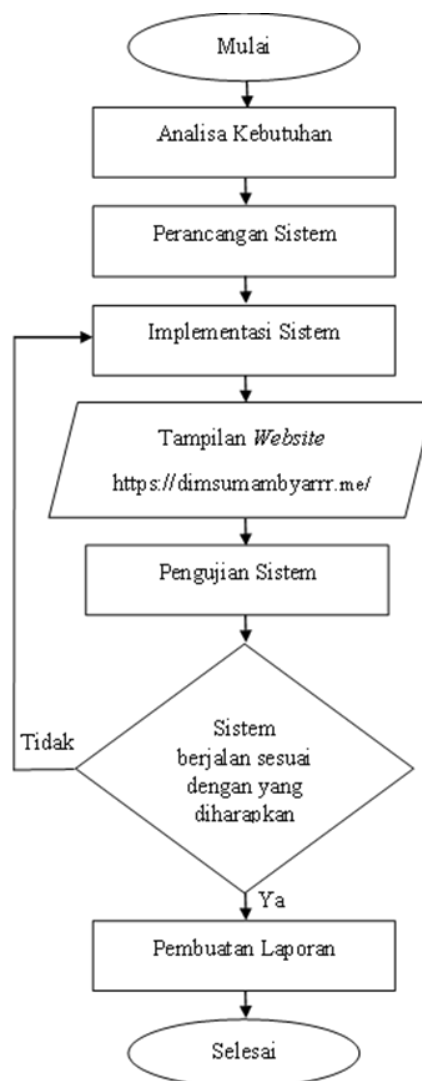 Mulai
Analisa Kebutuhan
Perancangan Sistem
Implementasi Sistem
Tampilan Website
https://dimsumambyarrr.me/
Pengujian Sistem
Sistem
berjalan sesuai
dengan yang
diharapkan
Tidak
Ya
Pembuatan Laporan
Selesai